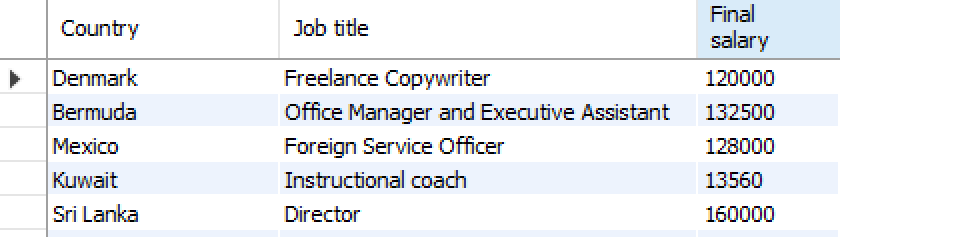 Country Job title Final salary
Denmark Freelance Copywriter 120000
Bermuda Office Manager and Executive Assistant 132500
Mexico Foreign Service Officer 128000
Kuwait Instructional coach 13560
Sri Lanka Director 160000